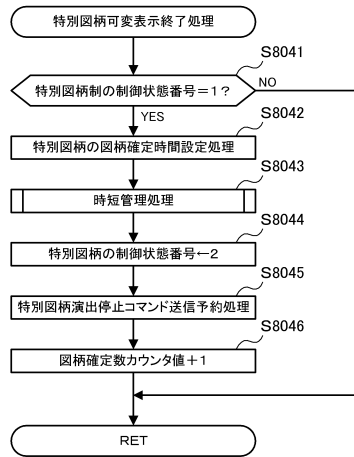 特別図柄可変表示終了処理
S8041
特別図柄制の制御状態番号＝1？
NO
YES
S8042
特別図柄の図柄確定時間設定処理
S8043
時短管理処理
S8044
特別図柄の制御状態番号←2
S8045
特別図柄演出停止コマンド送信予約処理
S8046
図柄確定数カウンタ値＋1
RET